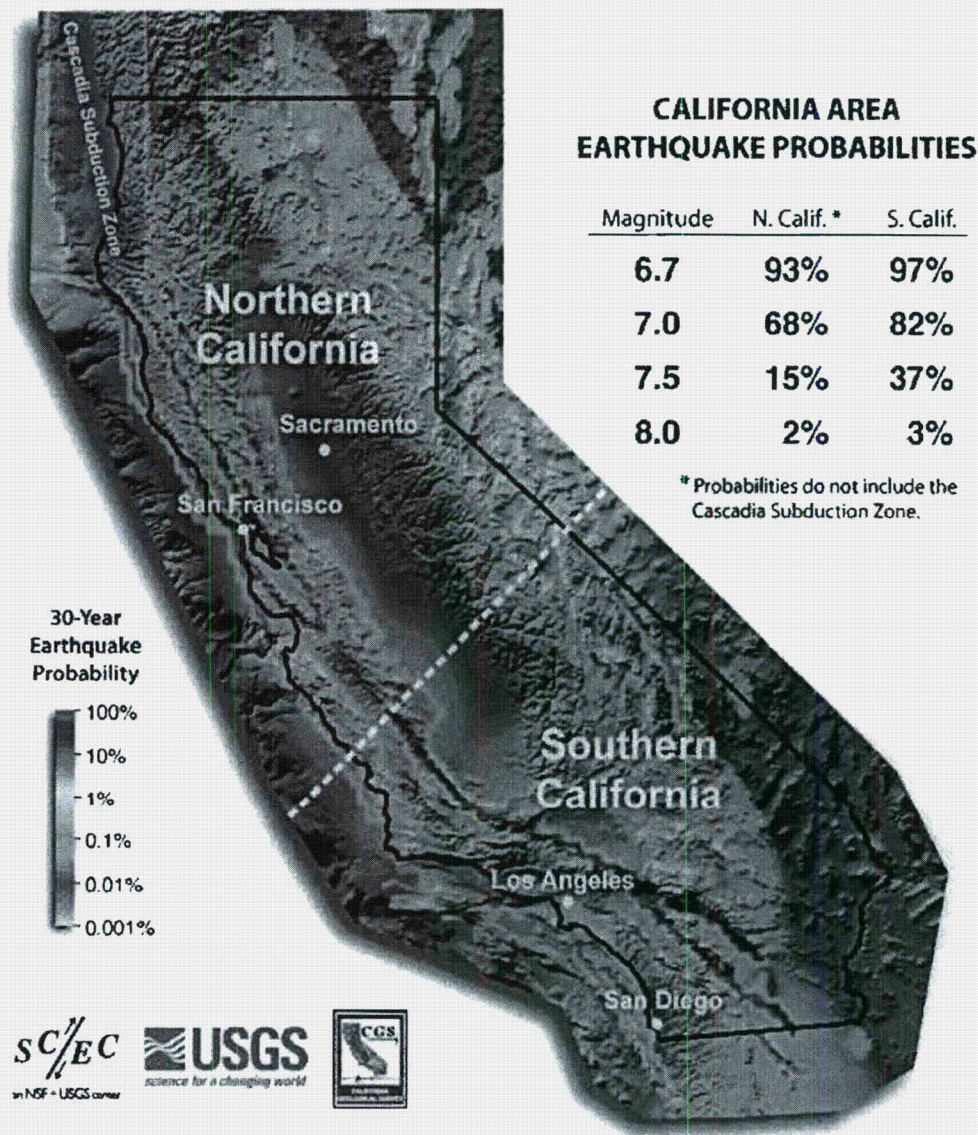 Cascadia Subduction Zone
CALIFORNIA AREA
EARTHQUAKE PROBABILITIES
Magnitude N. Calif. * S. Calif.
6.7 93% 97%
7.0 68% 82%
7.5 15% 37%
8.0 2% 3%
* Probabilities do not include the
Cascadia Subduction Zone.
Northern
California
Sacramento
San Francisco
30-Year
Earthquake
Probability
100%
10%
1%
0.1%
0.01%
0.001%
Southern
California
Los Angeles
San Diego
SC/EC
an NSF + USGS center
USGS
science for a changing world
CGS
CALIFORNIA
GEOLOGICAL SURVEY